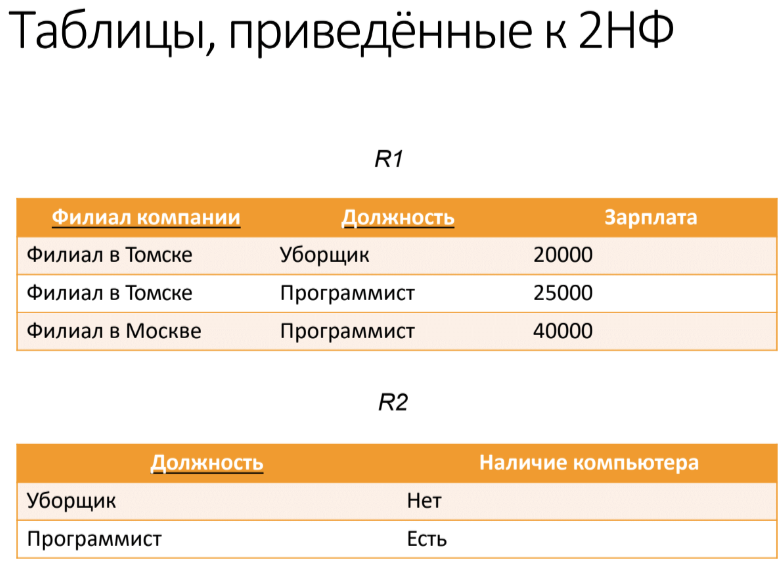 Таблицы, приведённые к 2НФ
R1
Филиал компании Должность Зарплата
Филиал в Томске Уборщик 20000
Филиал в Томске Программист 25000
Филиал в Москве Программист 40000
R2
Должность Наличие компьютера
Уборщик Нет
Программист Есть